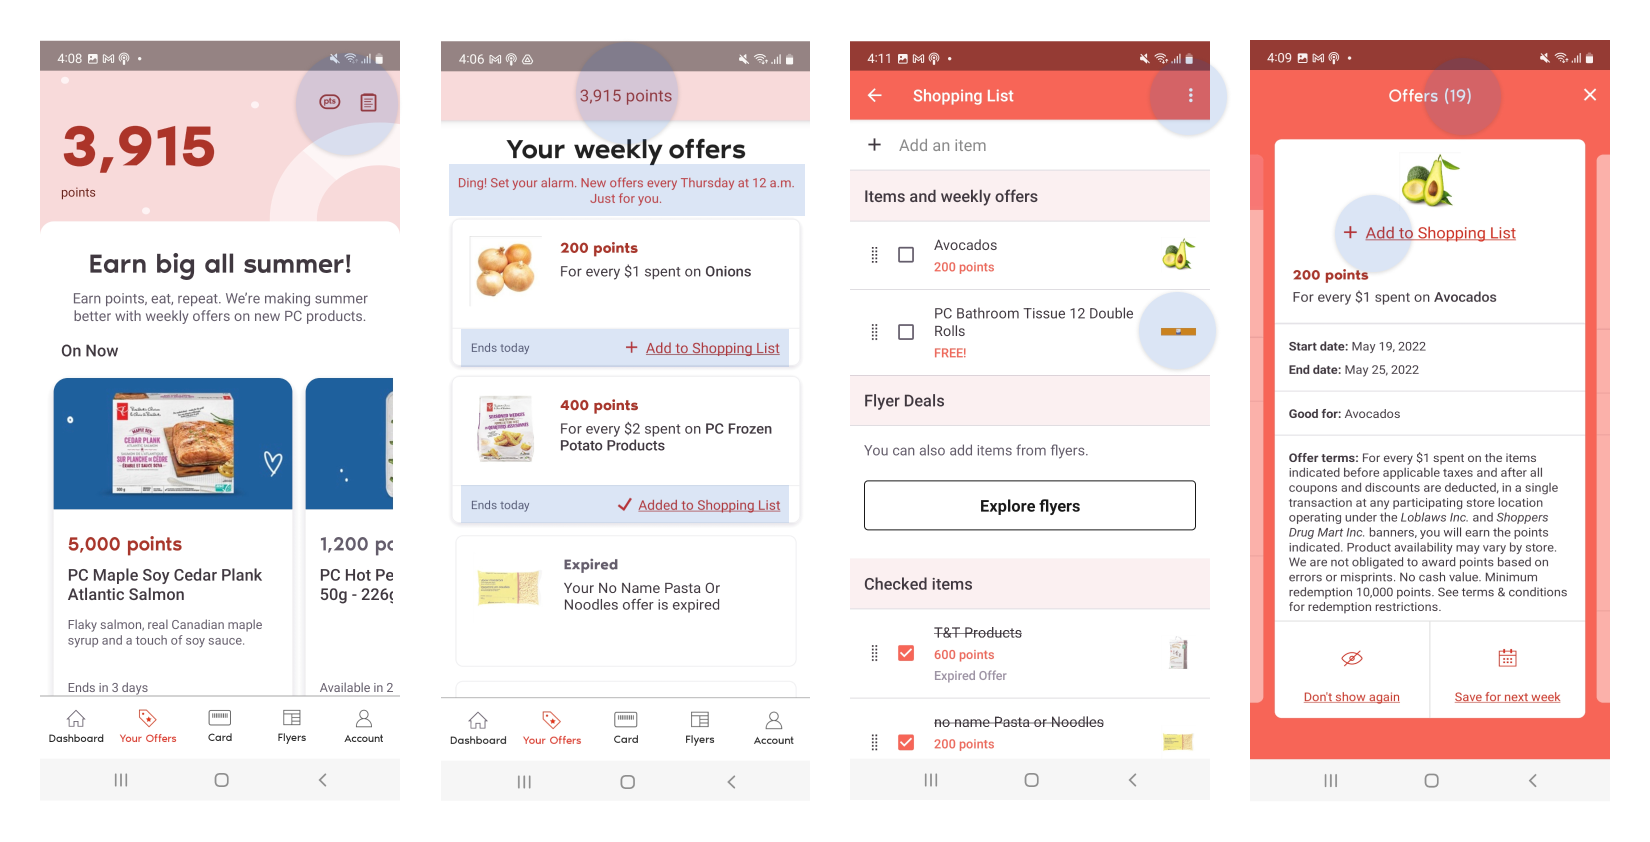 4:08
pts
3,915
points
Earn big all summer!
Earn points, eat, repeat. We're making summer
better with weekly offers on new PC products.
On Now
CEDAR PLANK
SUR PLANCHE DE CÈDRE
5,000 points
PC Maple Soy Cedar Plank
Atlantic Salmon
Flaky salmon, real Canadian maple
syrup and a touch of soy sauce.
Ends in 3 days
1,200 po
PC Hot Pe
50g - 226g
Available in 2
Dashboard
Your Offers
Card
Flyers
Account
4:06
3,915 points
Your weekly offers
Ding! Set your alarm. New offers every Thursday at 12 a.m.
Just for you.
200 points
For every $1 spent on Onions
Ends today
+ Add to Shopping List
400 points
For every $2 spent on PC Frozen
Potato Products
Ends today
Added to Shopping List
Expired
Your No Name Pasta Or
Noodles offer is expired
Dashboard
Your Offers
Card
Flyers
Account
4:11
Shopping List
+ Add an item
Items and weekly offers
Avocados
200 points
PC Bathroom Tissue 12 Double
Rolls
FREE!
Flyer Deals
You can also add items from flyers.
Explore flyers
Checked items
T&T Products
600 points
Expired Offer
no name Pasta or Noodles
200 points
4:09
Offers (19)
+ Add to Shopping List
200 points
For every $1 spent on Avocados
Start date: May 19, 2022
End date: May 25, 2022
Good for: Avocados
Offer terms: For every $1 spent on the items
indicated before applicable taxes and after all
coupons and discounts are deducted, in a single
transaction at any participating store location
operating under the Loblaws Inc. and Shoppers
Drug Mart Inc. banners, you will earn the points
indicated. Product availability may vary by store.
We are not obligated to award points based on
errors or misprints. No cash value. Minimum
redemption 10,000 points. See terms & conditions
for redemption restrictions.
Don't show again
Save for next week